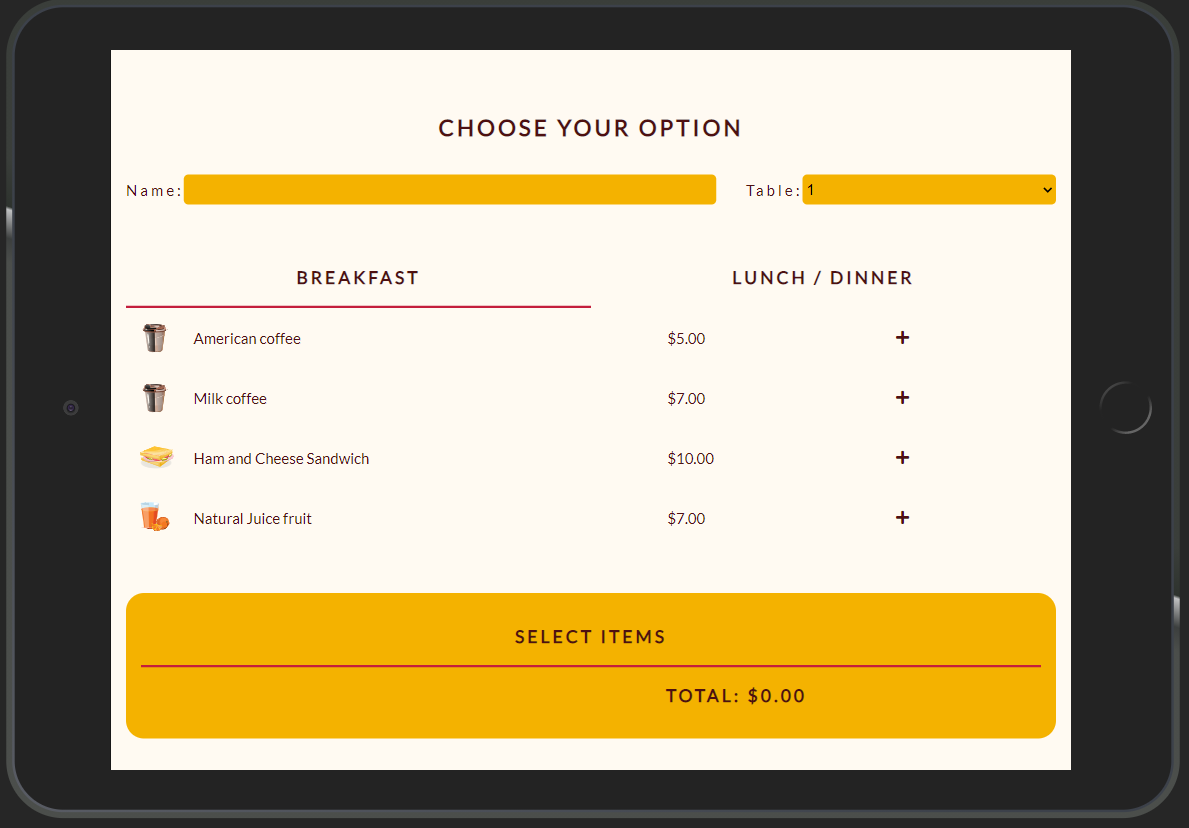 CHOOSE YOUR OPTION
Name: Table: 1
BREAKFAST LUNCH / DINNER
American coffee $5.00 +
Milk coffee $7.00 +
Ham and Cheese Sandwich $10.00 +
Natural Juice fruit $7.00 +
SELECT ITEMS
TOTAL: $0.00